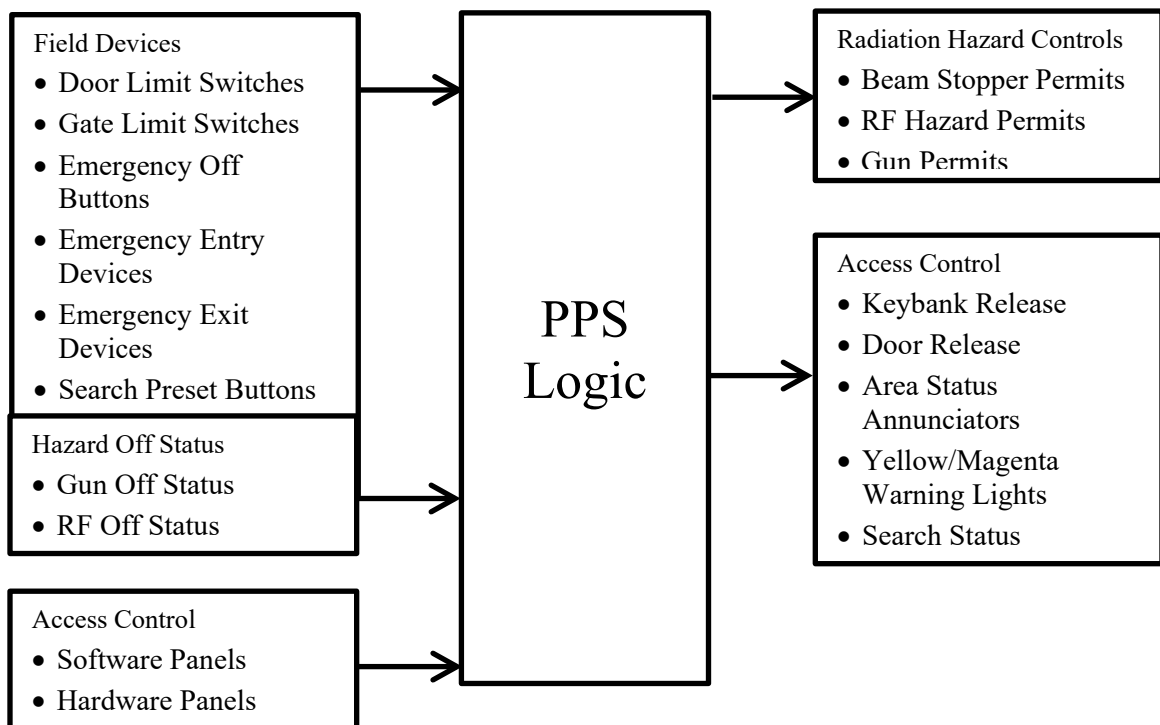 Field Devices
• Door Limit Switches
• Gate Limit Switches
• Emergency Off
Buttons
• Emergency Entry
Devices
• Emergency Exit
Devices
• Search Preset Buttons
Hazard Off Status
• Gun Off Status
• RF Off Status
Access Control
• Software Panels
• Hardware Panels
PPS
Logic
Radiation Hazard Controls
• Beam Stopper Permits
• RF Hazard Permits
• Gun Permits
Access Control
• Keybank Release
• Door Release
• Area Status
Annunciators
• Yellow/Magenta
Warning Lights
• Search Status